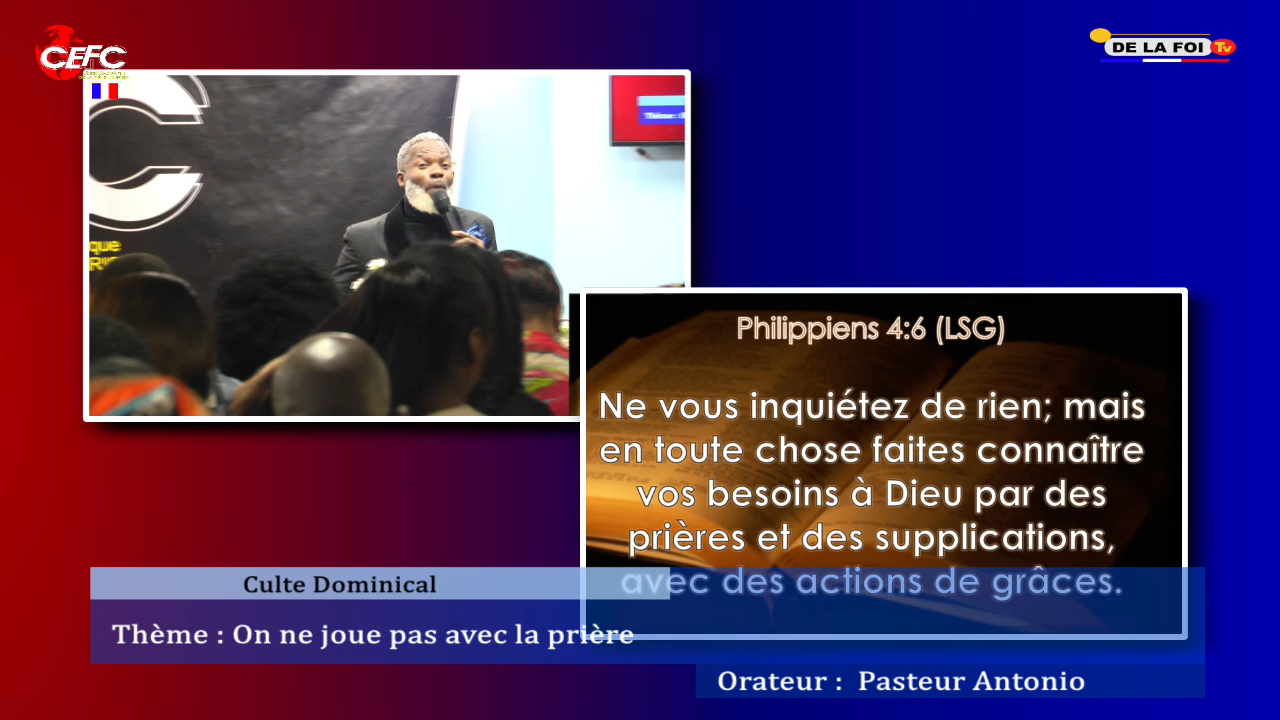 CEFC
DE LA FOI Tv
C
que
Philippiens 4:6 (LSG)
Ne vous inquiétez de rien; mais
en toute chose faites connaître
vos besoins à Dieu par des
prières et des supplications,
avec des actions de grâces.
Culte Dominical
Thème : On ne joue pas avec la prière
Orateur : Pasteur Antonio